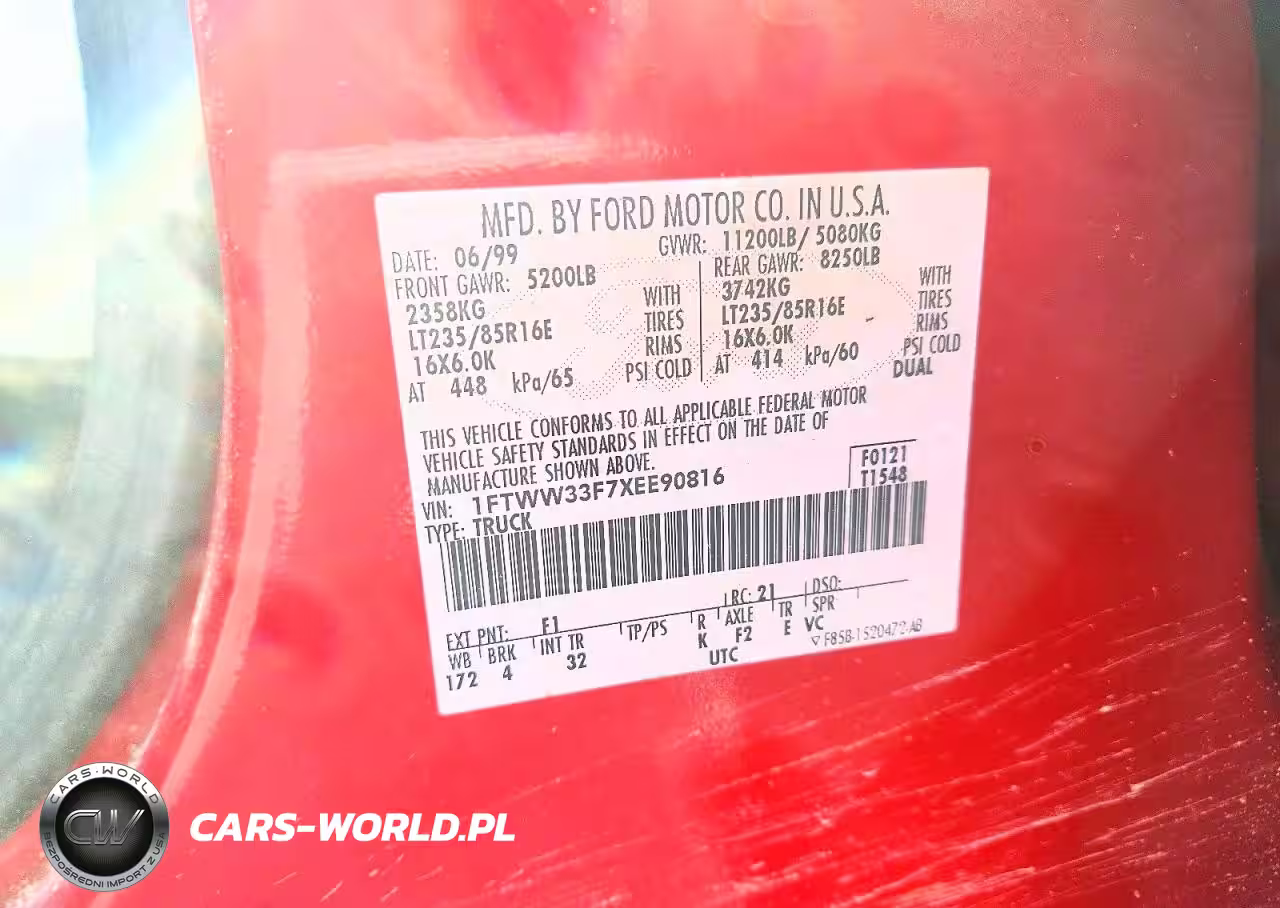 MFD. BY FORD MOTOR CO. IN U.S.A.
DATE: 06/99 GVWR: 11200LB/ 5080KG
FRONT GAWR: 5200LB REAR GAWR: 8250LB
2358KG WITH 3742KG WITH
LT235/85R16E TIRES LT235/85R16E TIRES
16X6.0K RIMS 16X6.0K RIMS
AT 448 kPa/65 PSI COLD AT 414 kPa/60 PSI COLD
DUAL
THIS VEHICLE CONFORMS TO ALL APPLICABLE FEDERAL MOTOR
VEHICLE SAFETY STANDARDS IN EFFECT ON THE DATE OF
MANUFACTURE SHOWN ABOVE.
VIN: 1FTWW33F7XEE90816 F0121
TYPE: TRUCK T1548
EXT PNT: F1 RC: 21 DSO:
WB BRK INT TR TP/PS R AXLE TR SPR
172 4 32 K F2 E VC
UTC ▽ F85B-1520472-AB
CARS-WORLD
CW
BEZPOŚREDNI IMPORT Z USA
CARS-WORLD.PL